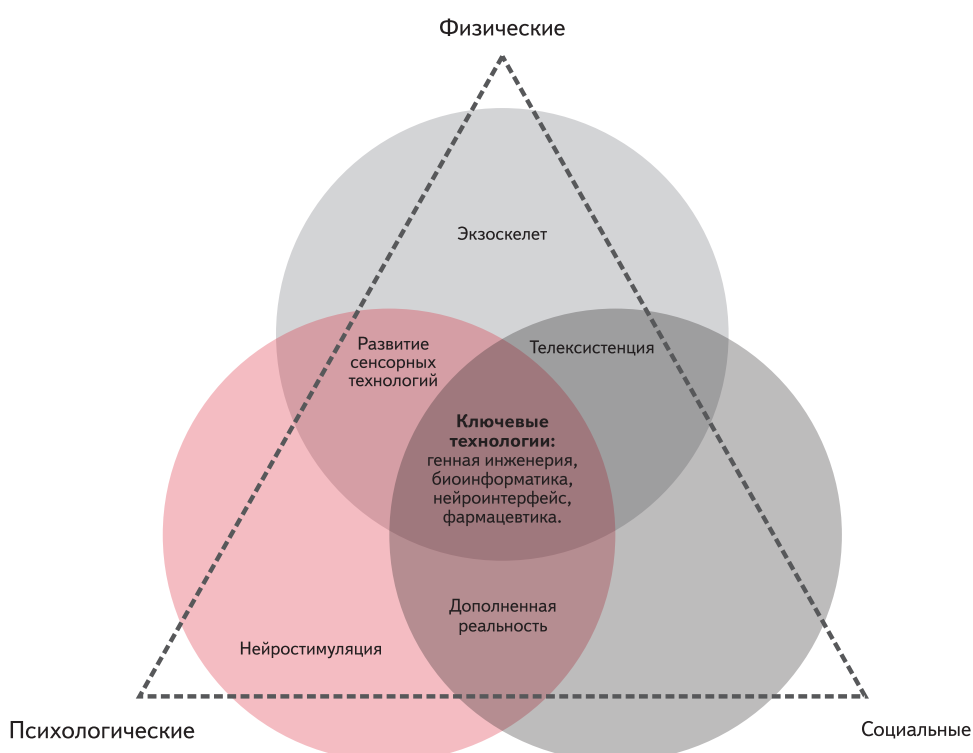 Физические
Экзоскелет
Развитие
сенсорных
технологий
Телексистенция
Ключевые
технологии:
генная инженерия,
биоинформатика,
нейроинтерфейс,
фармацевтика.
Дополненная
реальность
Нейростимуляция
Психологические
Социальные